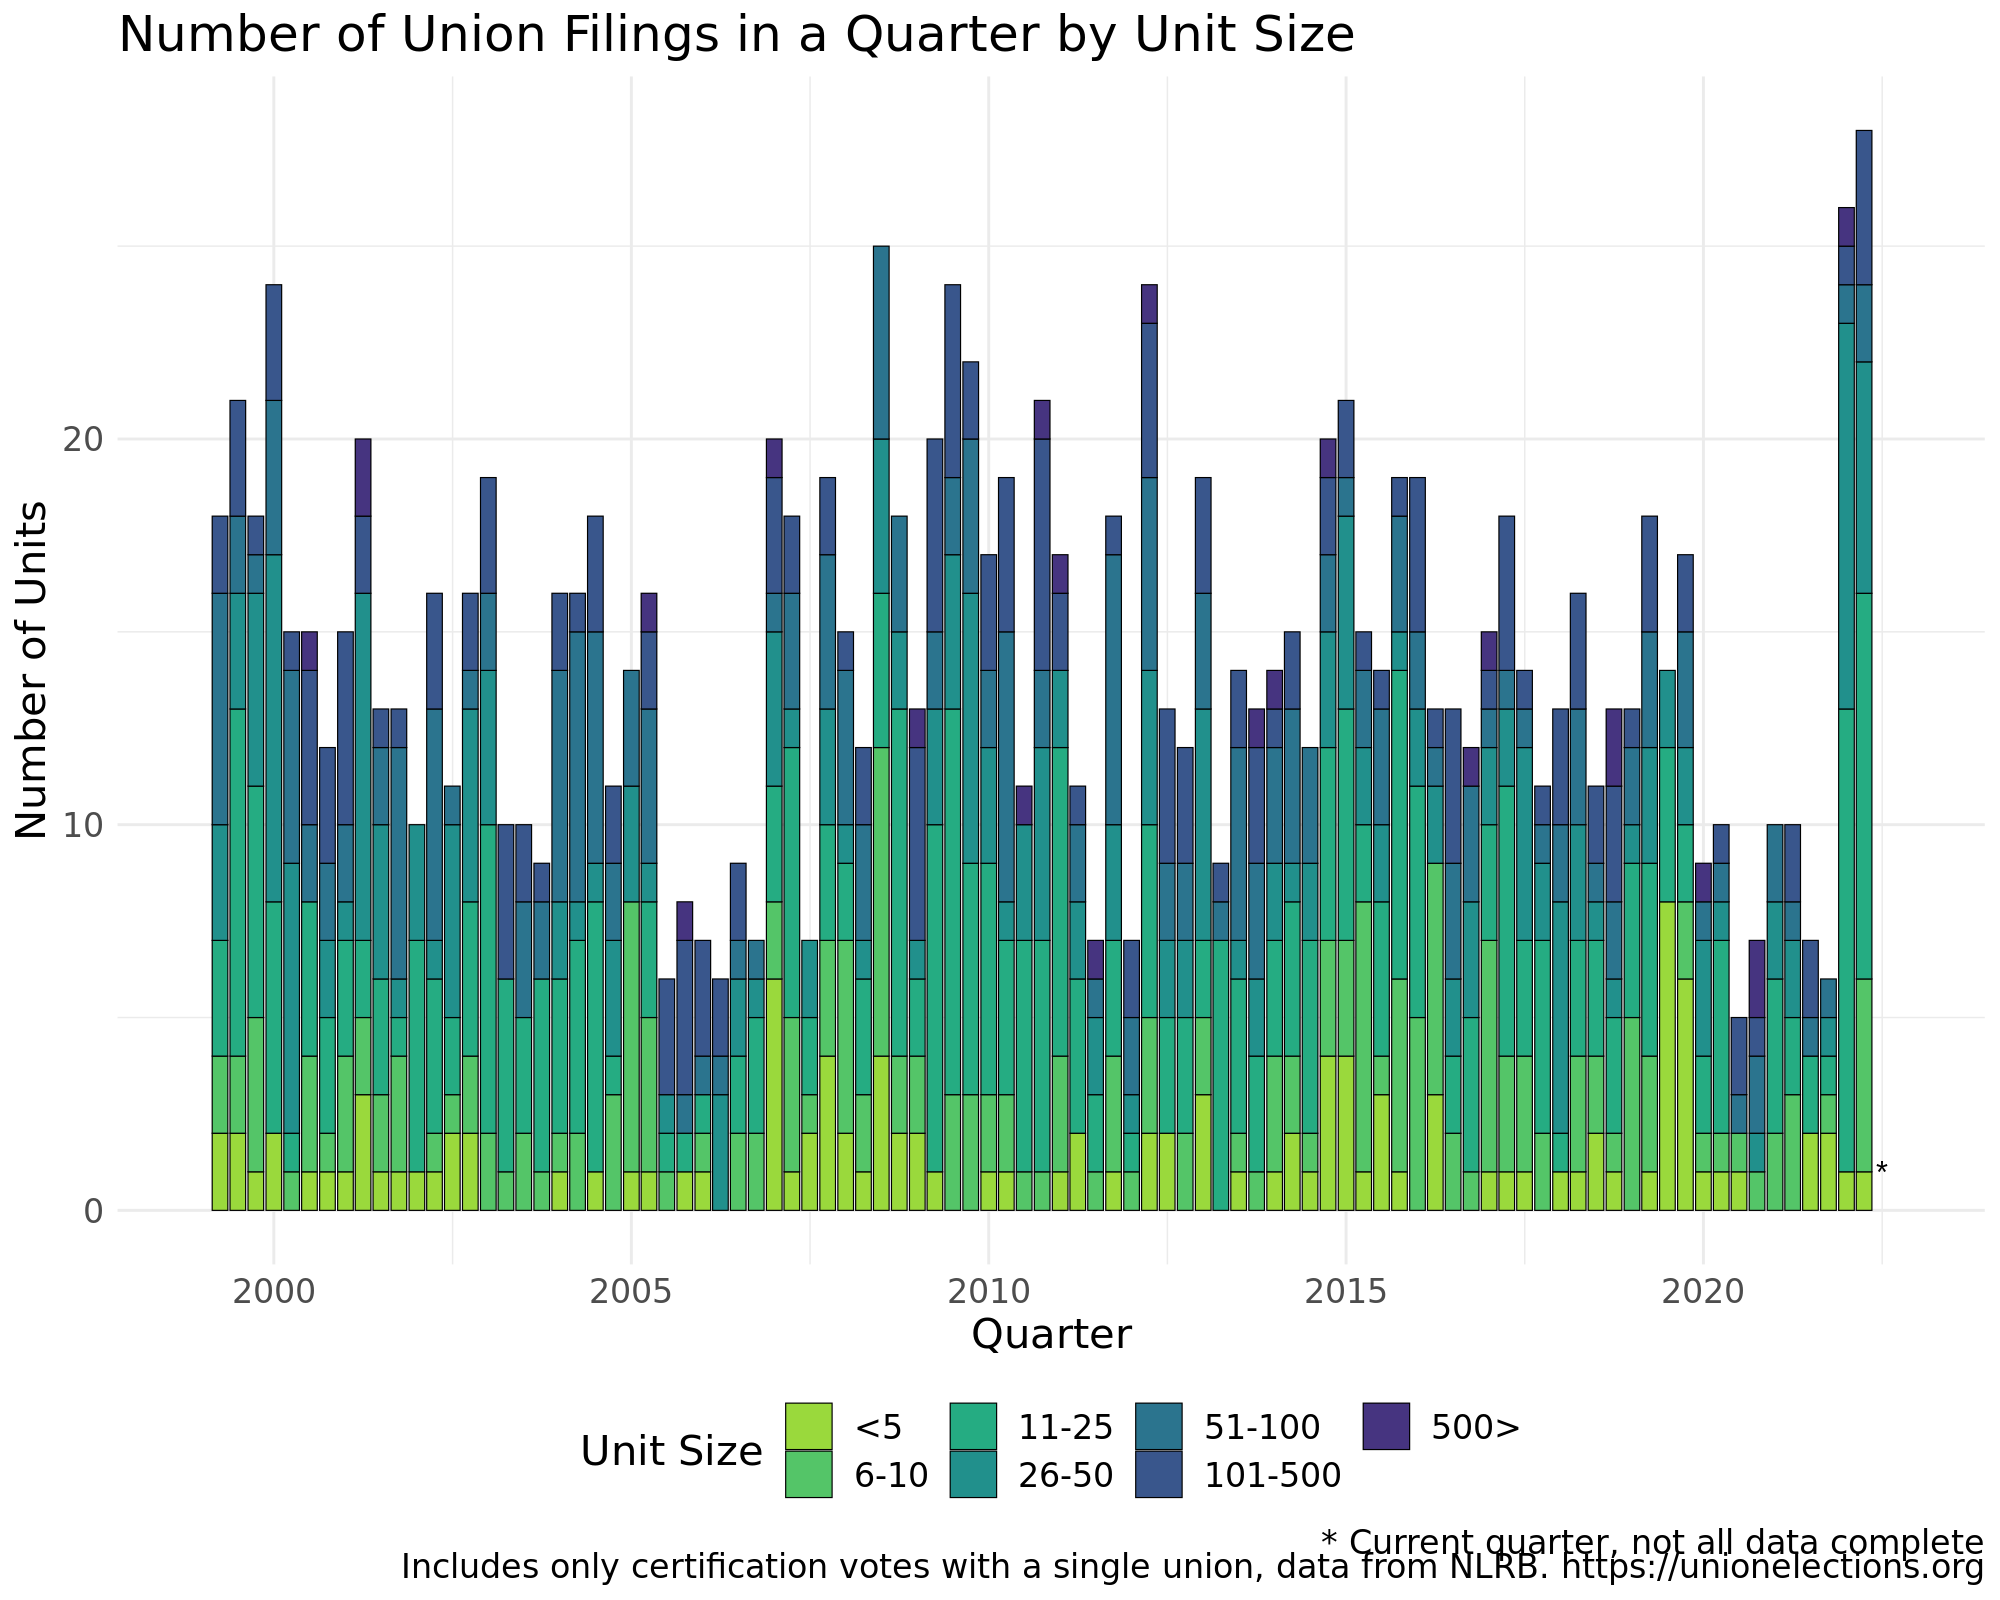 Number of Union Filings in a Quarter by Unit Size
Number of Units
20
10
0
*
2000 2005 2010 2015 2020
Quarter
Unit Size
<5 11-25 51-100 500>
6-10 26-50 101-500
* Current quarter, not all data complete
Includes only certification votes with a single union, data from NLRB. https://unionelections.org